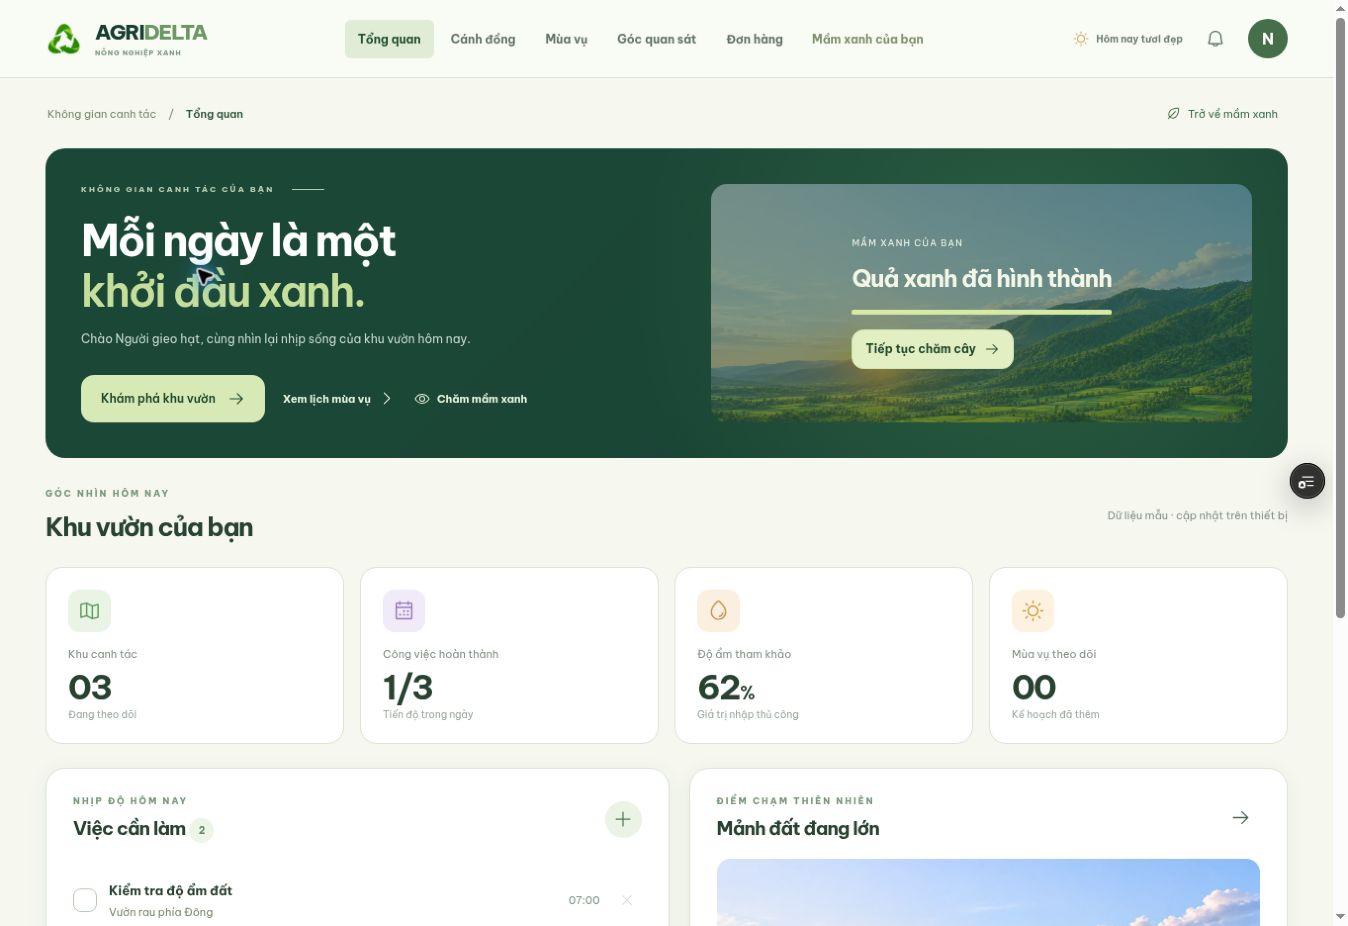 AGRIDELTA
NÔNG NGHIỆP XANH
Tổng quan
Cánh đồng
Mùa vụ
Góc quan sát
Đơn hàng
Mầm xanh của bạn
Hôm nay tươi đẹp
N
Không gian canh tác / Tổng quan
Trở về mầm xanh
KHÔNG GIAN CANH TÁC CỦA BẠN
Mỗi ngày là một
khởi đầu xanh.
Chào Người gieo hạt, cùng nhìn lại nhịp sống của khu vườn hôm nay.
Khám phá khu vườn
Xem lịch mùa vụ
Chăm mầm xanh
MẦM XANH CỦA BẠN
Quả xanh đã hình thành
Tiếp tục chăm cây
GÓC NHÌN HÔM NAY
Khu vườn của bạn
Dữ liệu mẫu · cập nhật trên thiết bị
Khu canh tác
03
Đang theo dõi
Công việc hoàn thành
1/3
Tiến độ trong ngày
Độ ẩm tham khảo
62%
Giá trị nhập thủ công
Mùa vụ theo dõi
00
Kế hoạch đã thêm
NHỊP ĐỘ HÔM NAY
Việc cần làm 2
Kiểm tra độ ẩm đất
Vườn rau phía Đông
07:00
ĐIỂM CHẠM THIÊN NHIÊN
Mảnh đất đang lớn